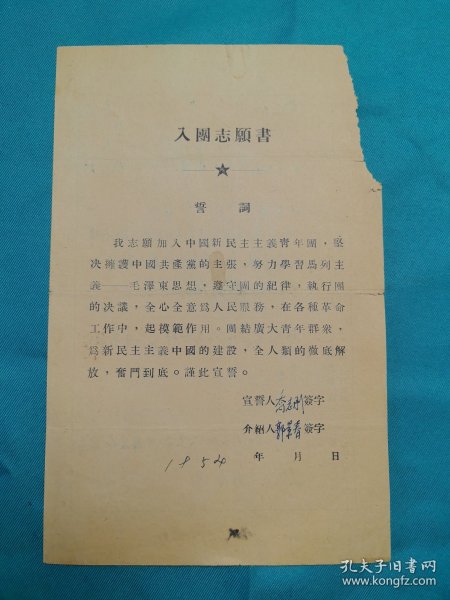 入團志願書
誓詞
我志願加入中國新民主主義青年團，堅
决擁護中國共產黨的主張，努力學習馬列主
義——毛澤東思想，遵守團的紀律，執行團
的决議，全心全意爲人民服務，在各種革命
工作中，起模範作用。團結廣大青年群衆，
爲新民主主義中國的建設，全人類的徹底解
放，奮鬥到底。謹此宣誓。
宣誓人 簽字
介紹人 簽字
1954 年 月 日
孔夫子旧书网
www.kongfz.com